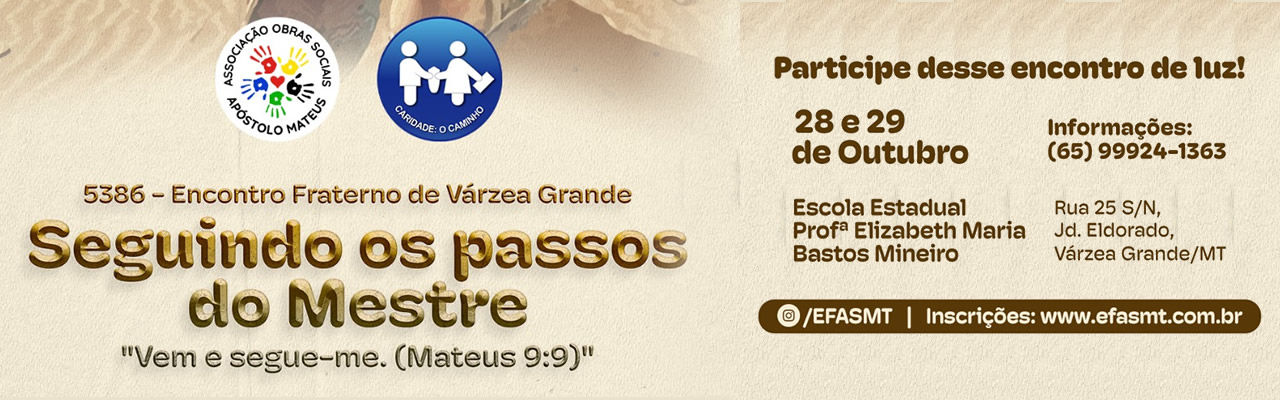 ASSOCIAÇÃO OBRAS SOCIAIS
APÓSTOLO MATEUS
CARIDADE: O CAMINHO
5386 - Encontro Fraterno de Várzea Grande
Seguindo os passos
do Mestre
"Vem e segue-me. (Mateus 9:9)"
Participe desse encontro de luz!
28 e 29
de Outubro
Informações:
(65) 99924-1363
Escola Estadual
Profª Elizabeth Maria
Bastos Mineiro
Rua 25 S/N,
Jd. Eldorado,
Várzea Grande/MT
/EFASMT | Inscrições: www.efasmt.com.br